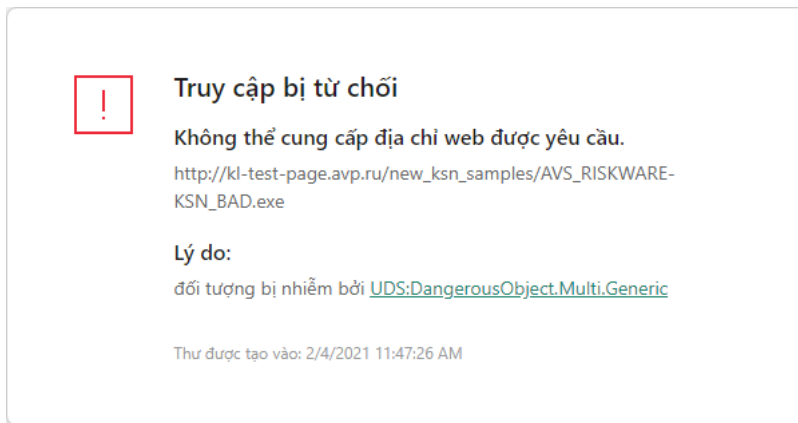 !
Truy cập bị từ chối
Không thể cung cấp địa chỉ web được yêu cầu.
http://kl-test-page.avp.ru/new_ksn_samples/AVS_RISKWARE-
KSN_BAD.exe
Lý do:
đối tượng bị nhiễm bởi UDS:DangerousObject.Multi.Generic
Thư được tạo vào: 2/4/2021 11:47:26 AM